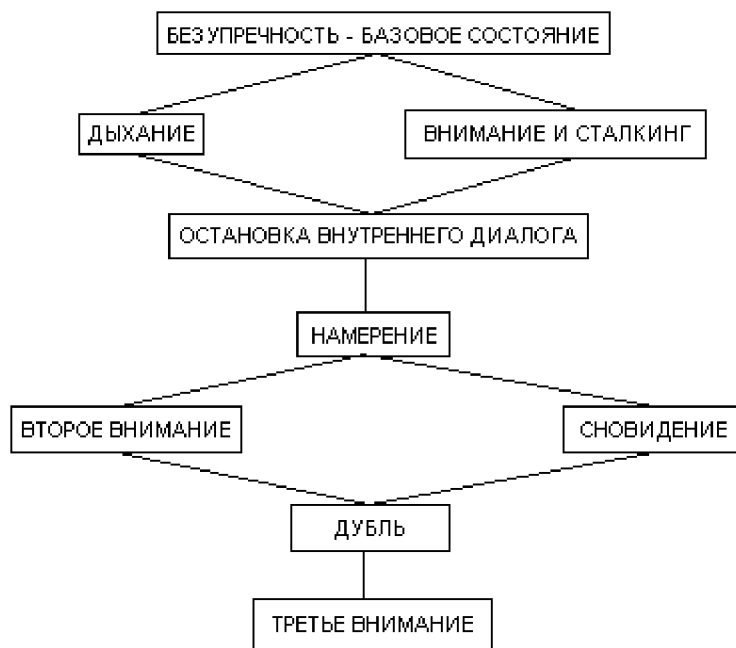 БЕЗУПРЕЧНОСТЬ - БАЗОВОЕ СОСТОЯНИЕ
ДЫХАНИЕ
ВНИМАНИЕ И СТАЛКИНГ
ОСТАНОВКА ВНУТРЕННЕГО ДИАЛОГА
НАМЕРЕНИЕ
ВТОРОЕ ВНИМАНИЕ
СНОВИДЕНИЕ
ДУБЛЬ
ТРЕТЬЕ ВНИМАНИЕ